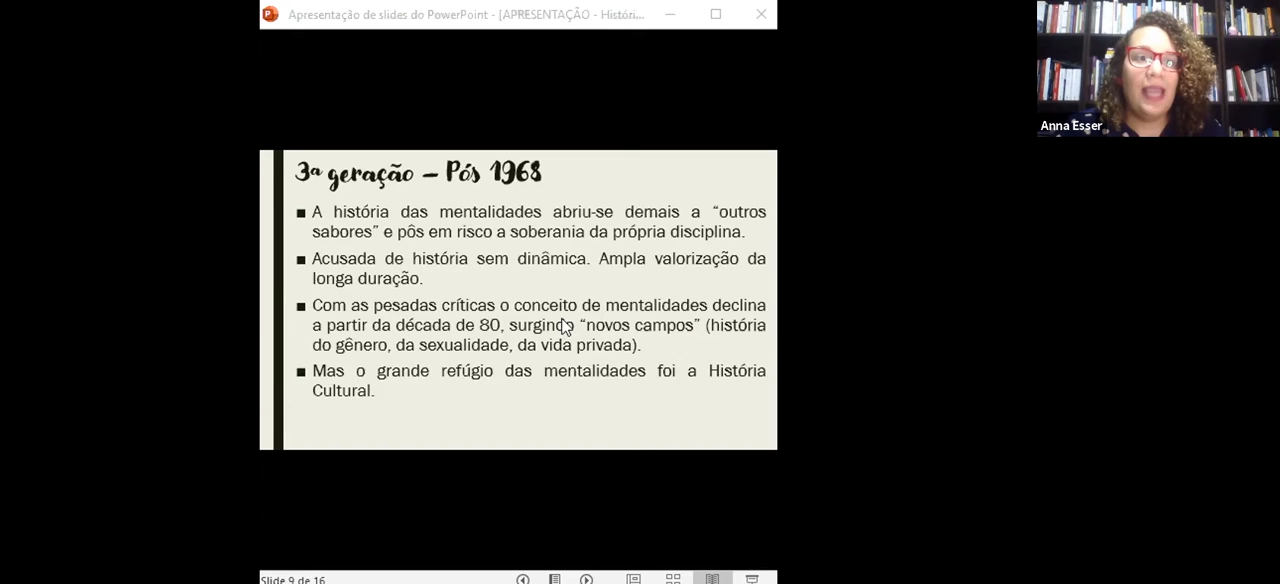 Apresentação de slides do PowerPoint - [APRESENTAÇÃO - Históri...
Anna Esser
3ª geração – Pós 1968
■ A história das mentalidades abriu-se demais a “outros
sabores” e pôs em risco a soberania da própria disciplina.
■ Acusada de história sem dinâmica. Ampla valorização da
longa duração.
■ Com as pesadas críticas o conceito de mentalidades declina
a partir da década de 80, surgindo “novos campos” (história
do gênero, da sexualidade, da vida privada).
■ Mas o grande refúgio das mentalidades foi a História
Cultural.
Slide 9 de 16